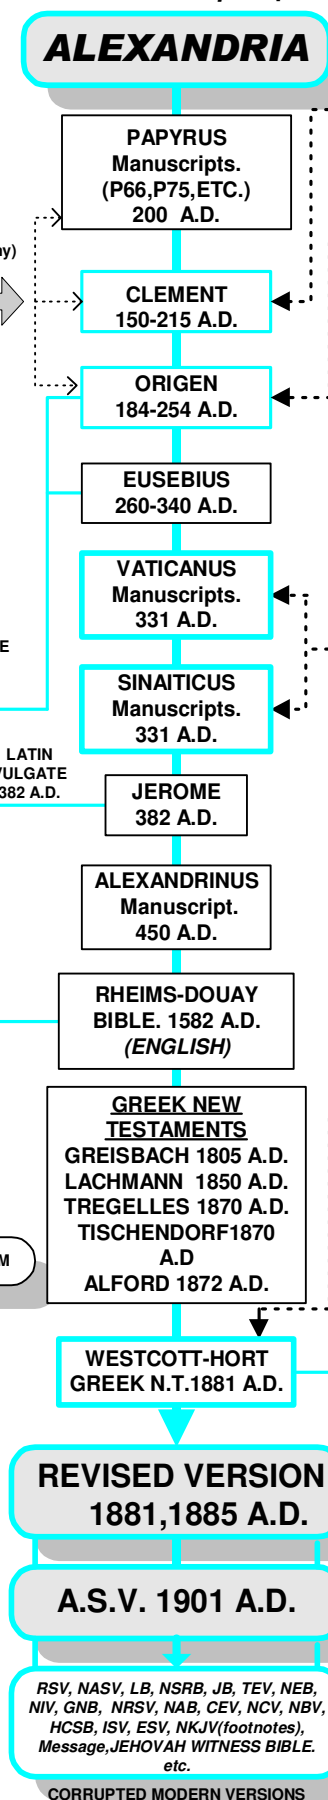 ALEXANDRIA
PAPYRUS
Manuscripts.
(P66,P75,ETC.)
200 A.D.
CLEMENT
150-215 A.D.
ORIGEN
184-254 A.D.
EUSEBIUS
260-340 A.D.
VATICANUS
Manuscripts.
331 A.D.
SINAITICUS
Manuscripts.
331 A.D.
LATIN
VULGATE
382 A.D.
JEROME
382 A.D.
ALEXANDRINUS
Manuscript.
450 A.D.
RHEIMS-DOUAY
BIBLE. 1582 A.D.
(ENGLISH)
GREEK NEW
TESTAMENTS
GREISBACH 1805 A.D.
LACHMANN 1850 A.D.
TREGELLES 1870 A.D.
TISCHENDORF1870
A.D
ALFORD 1872 A.D.
WESTCOTT-HORT
GREEK N.T.1881 A.D.
REVISED VERSION
1881,1885 A.D.
A.S.V. 1901 A.D.
RSV, NASV, LB, NSRB, JB, TEV, NEB,
NIV, GNB, NRSV, NAB, CEV, NCV, NBV,
HCSB, ISV, ESV, NKJV(footnotes),
Message,JEHOVAH WITNESS BIBLE.
etc.
CORRUPTED MODERN VERSIONS